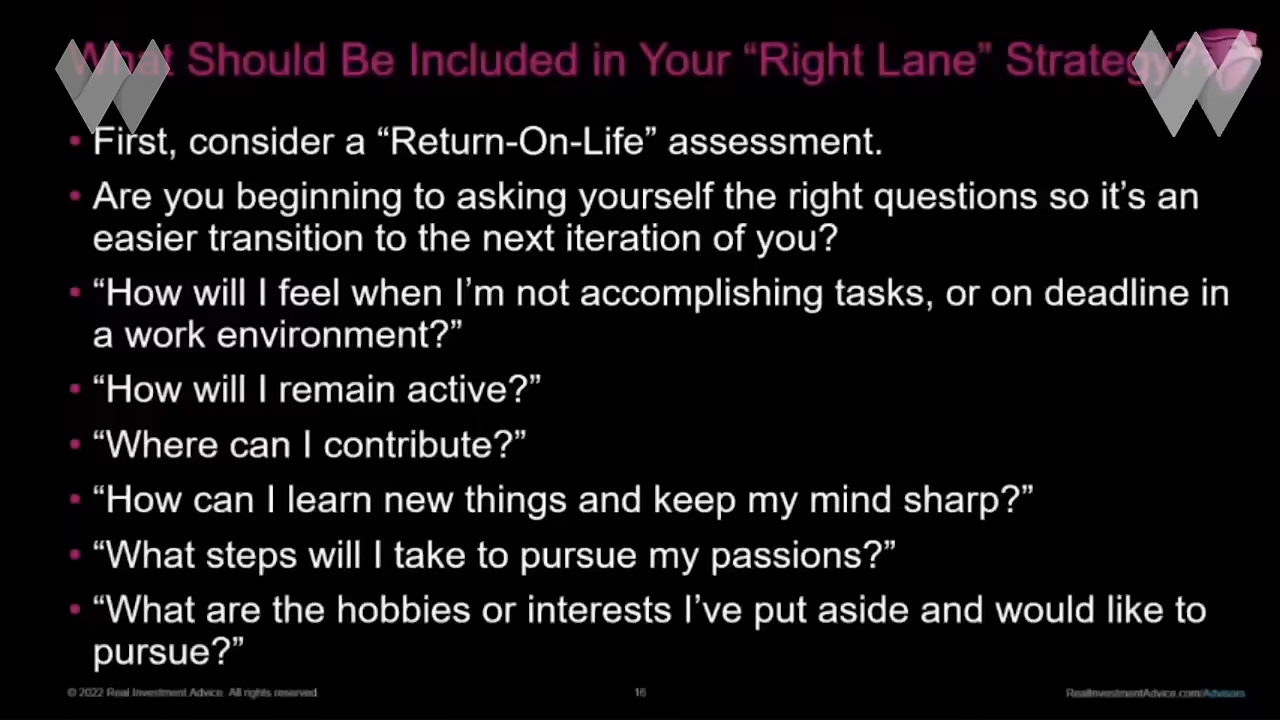 What Should Be Included in Your “Right Lane” Strategy?
• First, consider a “Return-On-Life” assessment.
• Are you beginning to asking yourself the right questions so it’s an
easier transition to the next iteration of you?
• “How will I feel when I’m not accomplishing tasks, or on deadline in
a work environment?”
• “How will I remain active?”
• “Where can I contribute?”
• “How can I learn new things and keep my mind sharp?”
• “What steps will I take to pursue my passions?”
• “What are the hobbies or interests I’ve put aside and would like to
pursue?”
© 2022 Real Investment Advice. All rights reserved.
16
RealInvestmentAdvice.com/Advisors